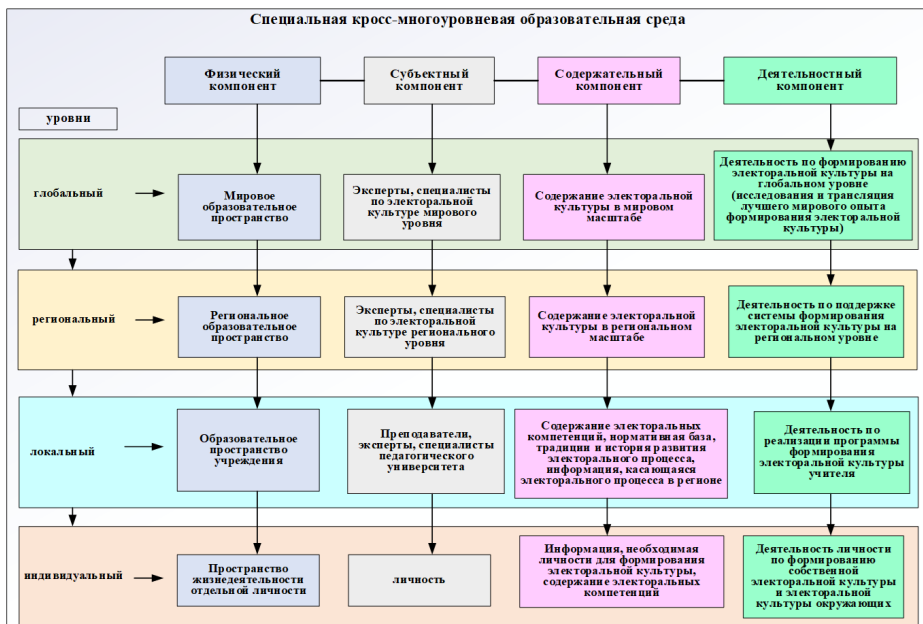 Специальная кросс-многоуровневая образовательная среда
Физический
компонент
Субъектный
компонент
Содержательный
компонент
Деятельностный
компонент
уровни
глобальный
Мировое
образовательное
пространство
Эксперты, специалисты
по электоральной
культуре мирового
уровня
Содержание электоральной
культуры в мировом
масштабе
Деятельность по формированию
электоральной культуры на
глобальном уровне
(исследования и трансляция
лучшего мирового опыта
формирования электоральной
культуры)
региональный
Региональное
образовательное
пространство
Эксперты, специалисты
по электоральной
культуре регионального
уровня
Содержание электоральной
культуры в региональном
масштабе
Деятельность по поддержке
системы формирования
электоральной культуры на
региональном уровне
локальный
Образовательное
пространство
учреждения
Преподаватели,
эксперты, специалисты
педагогического
университета
Содержание электоральных
компетенций, нормативная база,
традиции и история развития
электорального процесса,
информация, касающаяся
электорального процесса в регионе
Деятельность по
реализации программы
формирования
электоральной культуры
учителя
индивидуальный
Пространство
жизнедеятельности
отдельной личности
личность
Информация, необходимая
личности для формирования
электоральной культуры,
содержание электоральных
компетенций
Деятельность личности
по формированию
собственной
электоральной культуры
и электоральной
культуры окружающих